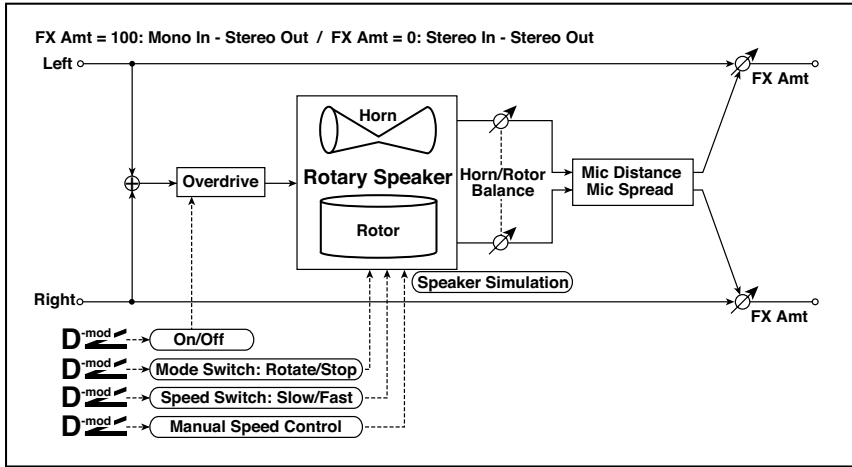 FX Amt = 100: Mono In - Stereo Out / FX Amt = 0: Stereo In - Stereo Out
Left
FX Amt
Horn
Overdrive
Rotary Speaker
Horn/Rotor
Balance
Mic Distance
Mic Spread
Rotor
Speaker Simulation
Right
FX Amt
D-mod
On/Off
D-mod
Mode Switch: Rotate/Stop
D-mod
Speed Switch: Slow/Fast
D-mod
Manual Speed Control